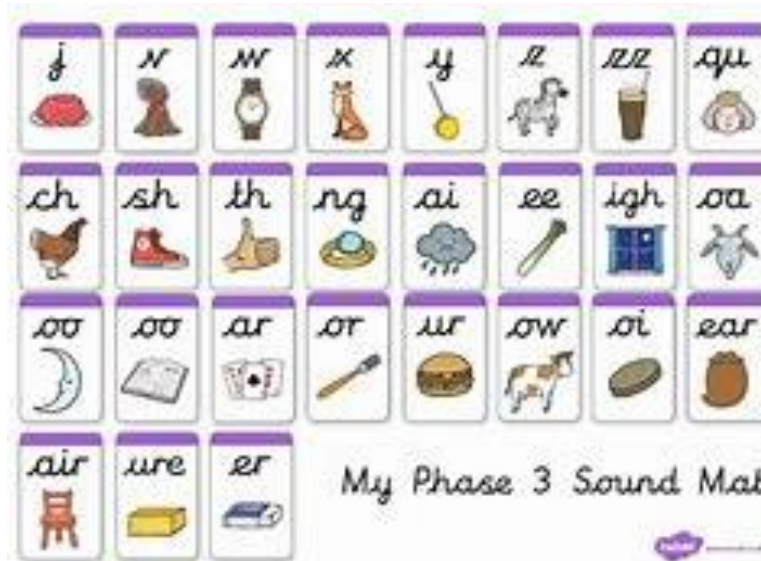 j v w x y z zz qu
ch sh th ng ai ee igh oa
oo oo ar or ur ow oi ear
air ure er
My Phase 3 Sound Mat